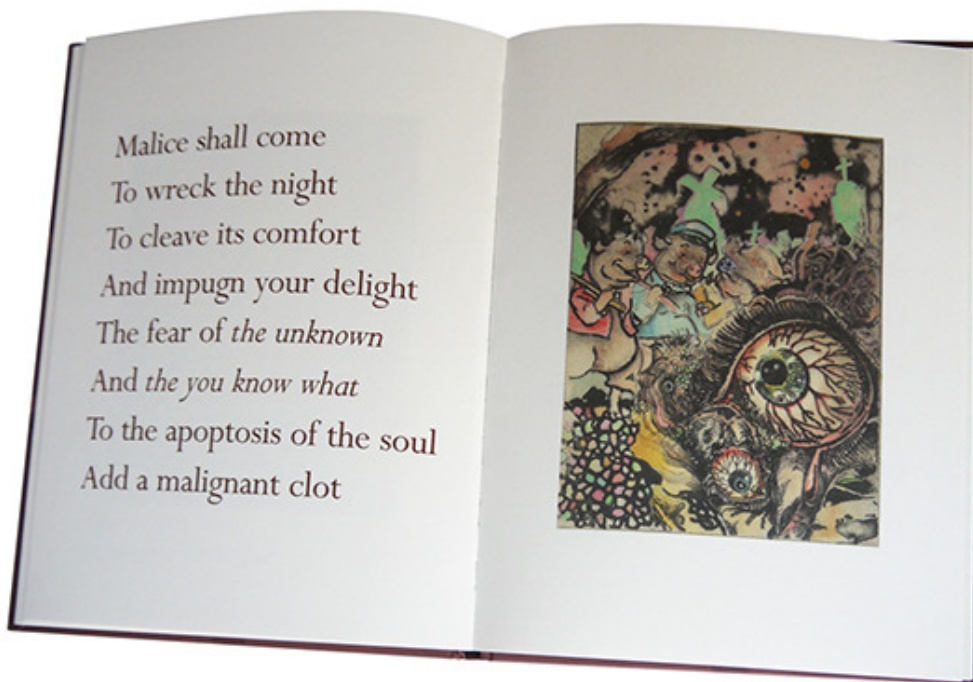 Malice shall come
To wreck the night
To cleave its comfort
And impugn your delight
The fear of the unknown
And the you know what
To the apoptosis of the soul
Add a malignant clot